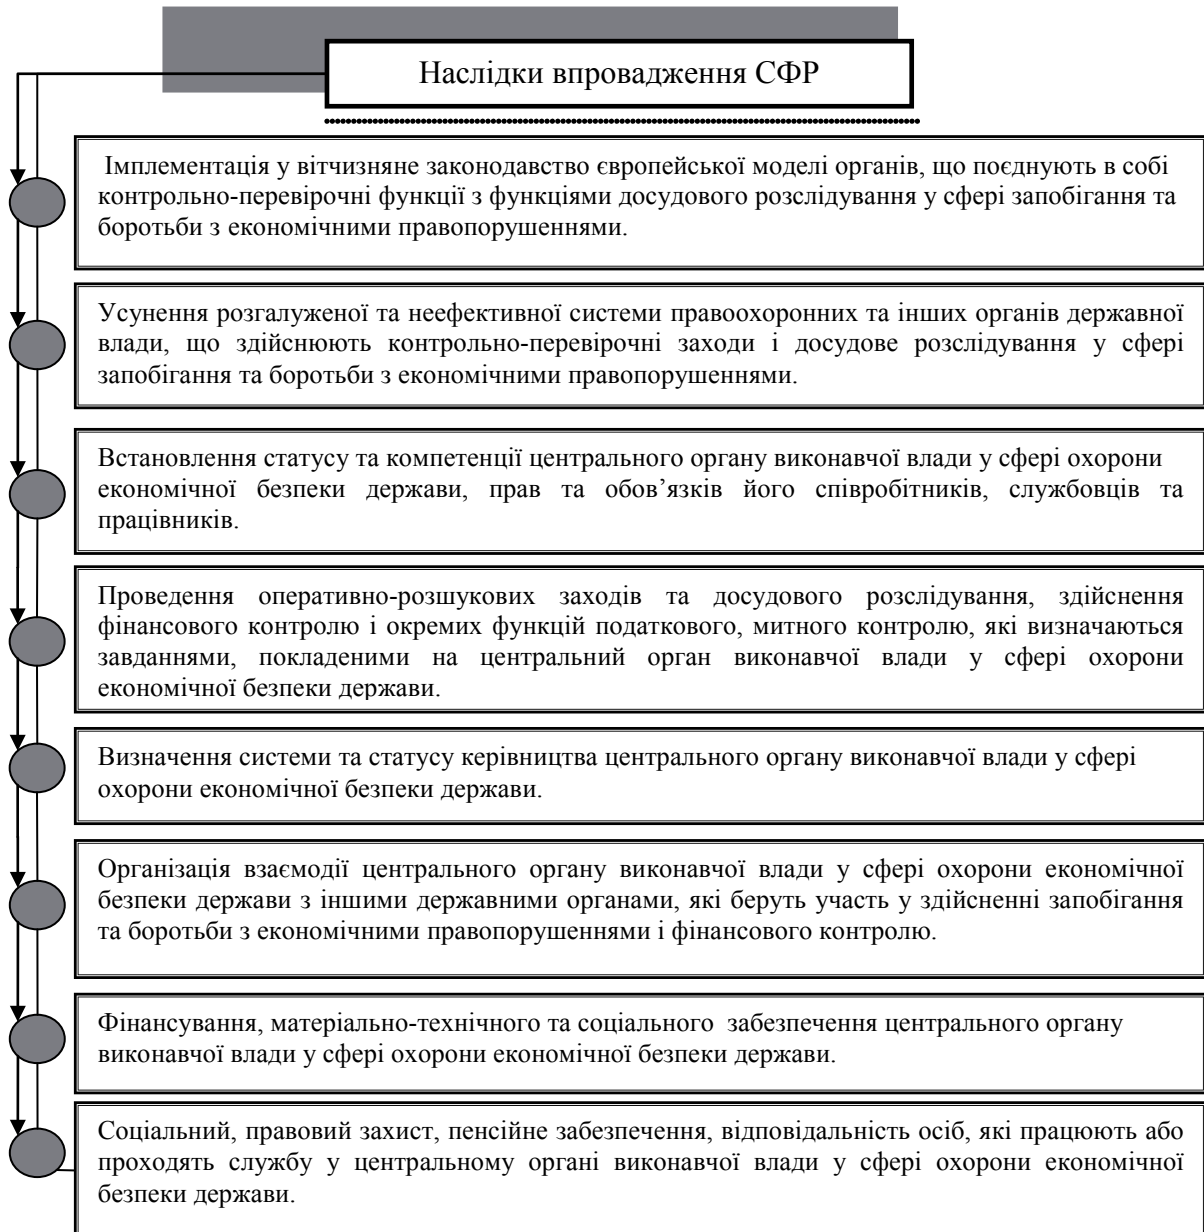 Наслідки впровадження СФР
Імплементація у вітчизняне законодавство європейської моделі органів, що поєднують в собі
контрольно-перевірочні функції з функціями досудового розслідування у сфері запобігання та
боротьби з економічними правопорушеннями.
Усунення розгалуженої та неефективної системи правоохоронних та інших органів державної
влади, що здійснюють контрольно-перевірочні заходи і досудове розслідування у сфері
запобігання та боротьби з економічними правопорушеннями.
Встановлення статусу та компетенції центрального органу виконавчої влади у сфері охорони
економічної безпеки держави, прав та обов’язків його співробітників, службовців та
працівників.
Проведення оперативно-розшукових заходів та досудового розслідування, здійснення
фінансового контролю і окремих функцій податкового, митного контролю, які визначаються
завданнями, покладеними на центральний орган виконавчої влади у сфері охорони
економічної безпеки держави.
Визначення системи та статусу керівництва центрального органу виконавчої влади у сфері
охорони економічної безпеки держави.
Організація взаємодії центрального органу виконавчої влади у сфері охорони економічної
безпеки держави з іншими державними органами, які беруть участь у здійсненні запобігання
та боротьби з економічними правопорушеннями і фінансового контролю.
Фінансування, матеріально-технічного та соціального забезпечення центрального органу
виконавчої влади у сфері охорони економічної безпеки держави.
Соціальний, правовий захист, пенсійне забезпечення, відповідальність осіб, які працюють або
проходять службу у центральному органі виконавчої влади у сфері охорони економічної
безпеки держави.